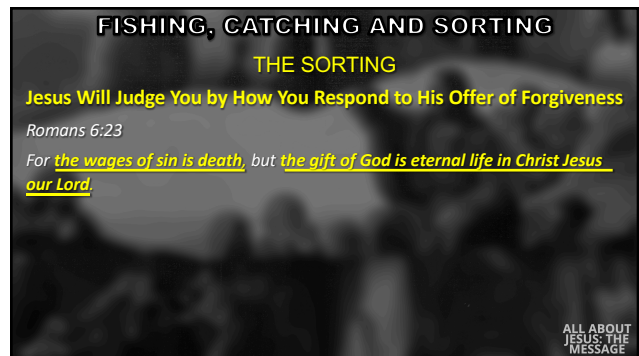 FISHING, CATCHING AND SORTING
THE SORTING
Jesus Will Judge You by How You Respond to His Offer of Forgiveness
Romans 6:23
For the wages of sin is death, but the gift of God is eternal life in Christ Jesus
our Lord.
ALL ABOUT
JESUS: THE
MESSAGE